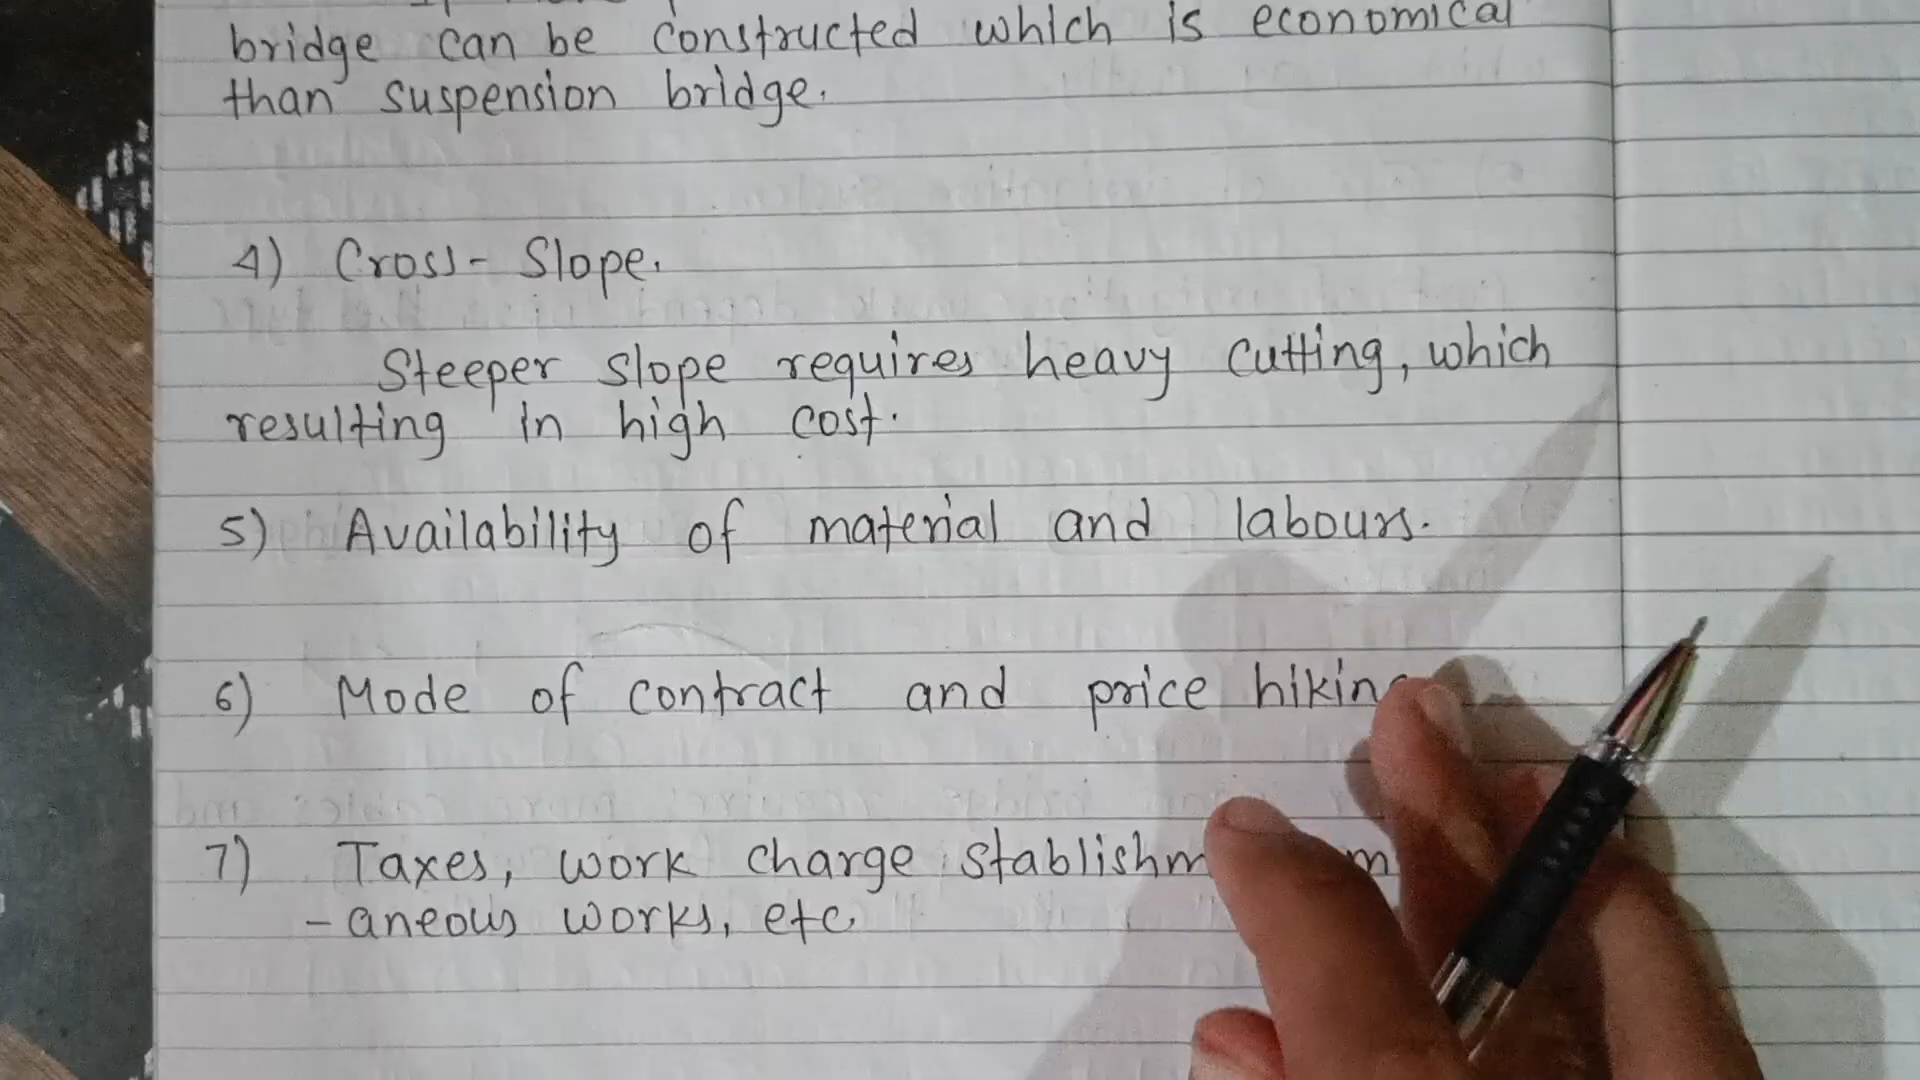 bridge can be constructed which is economical
than suspension bridge.
4) Cross-Slope.
Steeper slope requires heavy cutting, which
resulting in high cost.
5) Availability of material and labours.
6) Mode of contract and price hiking
7) Taxes, work charge stablishm
-aneous works, etc.